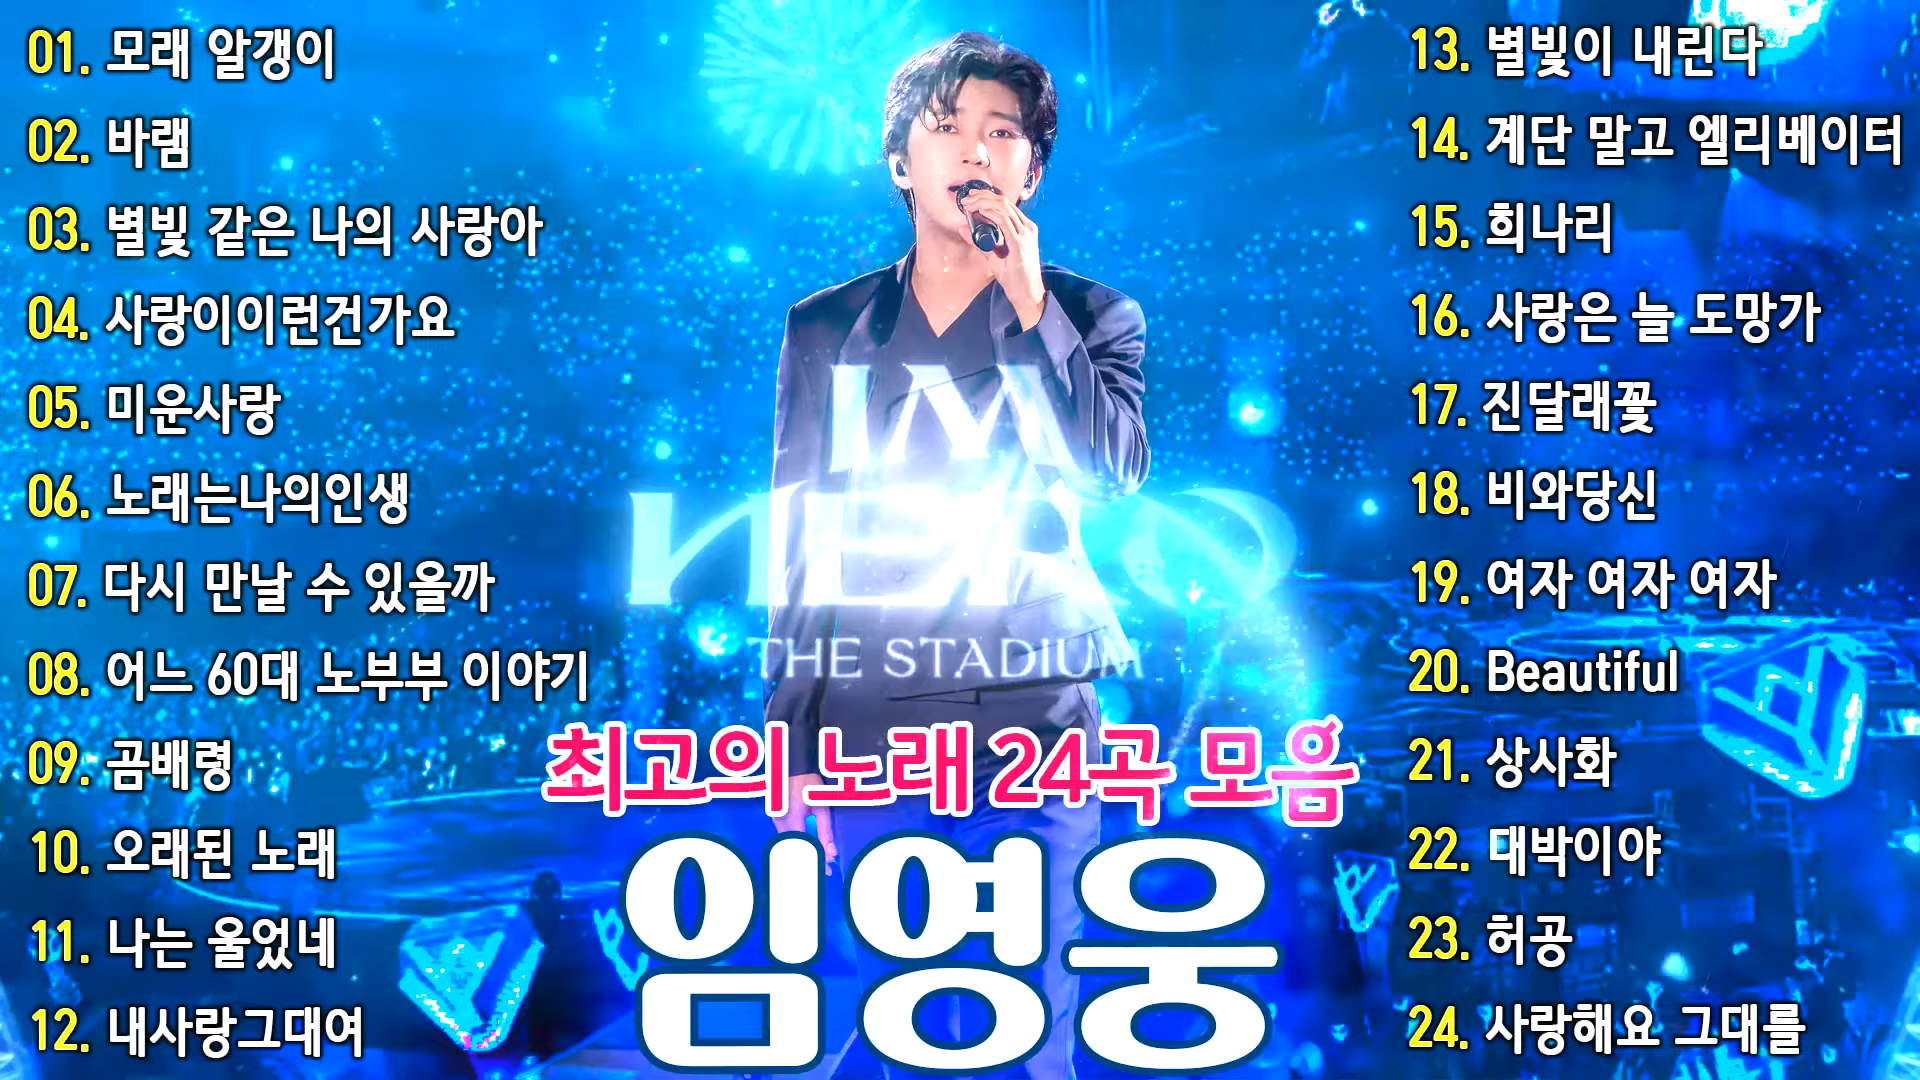 01. 모래 알갱이
02. 바램
03. 별빛 같은 나의 사랑아
04. 사랑이이런건가요
05. 미운사랑
06. 노래는나의인생
07. 다시 만날 수 있을까
08. 어느 60대 노부부 이야기
09. 곰배령
10. 오래된 노래
11. 나는 울었네
12. 내사랑그대여
13. 별빛이 내린다
14. 계단 말고 엘리베이터
15. 희나리
16. 사랑은 늘 도망가
17. 진달래꽃
18. 비와당신
19. 여자 여자 여자
20. Beautiful
21. 상사화
22. 대박이야
23. 허공
24. 사랑해요 그대를
IM
HERO
THE STADIUM
최고의 노래 24곡 모음
임영웅